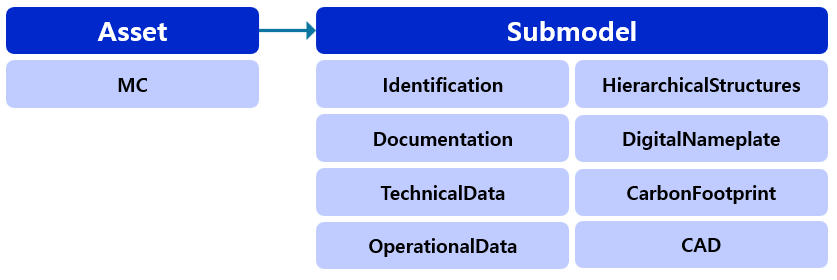 Asset
Submodel
MC
Identification
HierarchicalStructures
Documentation
DigitalNameplate
TechnicalData
CarbonFootprint
OperationalData
CAD